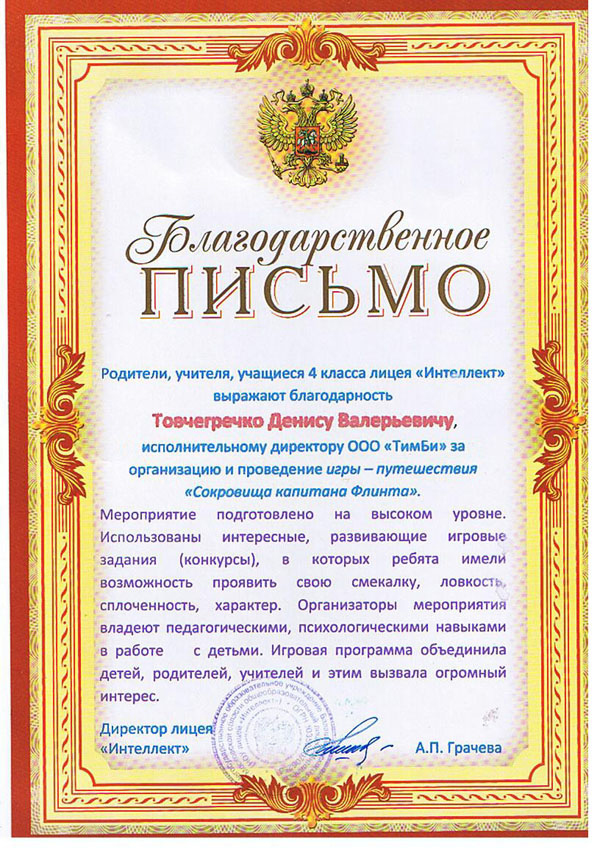 Благодарственное
ПИСЬМО
Родители, учителя, учащиеся 4 класса лицея «Интеллект»
выражают благодарность
Товчегречко Денису Валерьевичу,
исполнительному директору ООО «ТимБи» за
организацию и проведение игры – путешествия
«Сокровища капитана Флинта».
Мероприятие подготовлено на высоком уровне.
Использованы интересные, развивающие игровые
задания (конкурсы), в которых ребята имели
возможность проявить свою смекалку, ловкость,
сплоченность, характер. Организаторы мероприятия
владеют педагогическими, психологическими навыками
в работе с детьми. Игровая программа объединила
детей, родителей, учителей и этим вызвала огромный
интерес.
Директор лицея
«Интеллект» А.П. Грачева